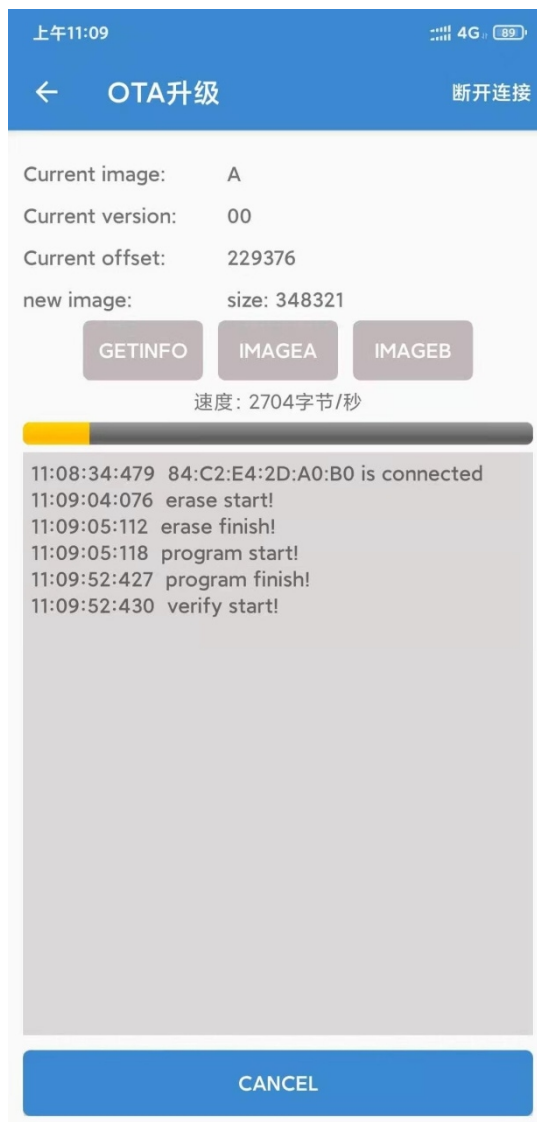 上午11:09 4G 89
OTA升级 断开连接
Current image: A
Current version: 00
Current offset: 229376
new image: size: 348321
GETINFO IMAGEA IMAGEB
速度: 2704字节/秒
11:08:34:479 84:C2:E4:2D:A0:B0 is connected
11:09:04:076 erase start!
11:09:05:112 erase finish!
11:09:05:118 program start!
11:09:52:427 program finish!
11:09:52:430 verify start!
CANCEL